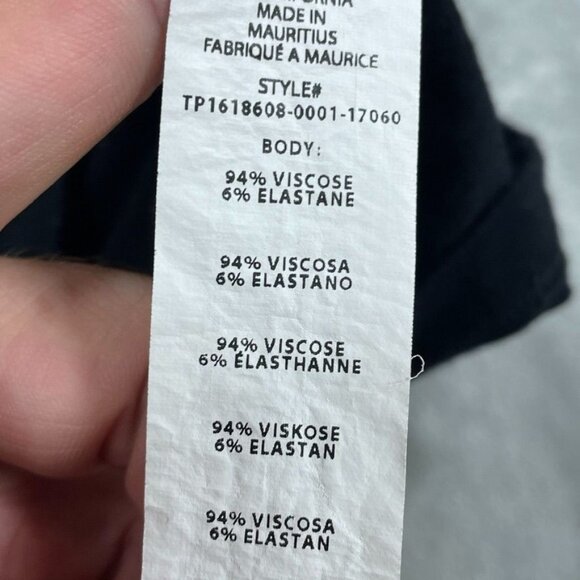 MADE IN
MAURITIUS
FABRIQUÉ A MAURICE
STYLE#
TP1618608-0001-17060
BODY:
94% VISCOSE
6% ELASTANE
94% VISCOSA
6% ELASTANO
94% VISCOSE
6% ÉLASTHANNE
94% VISKOSE
6% ELASTAN
94% VISCOSA
6% ELASTAN